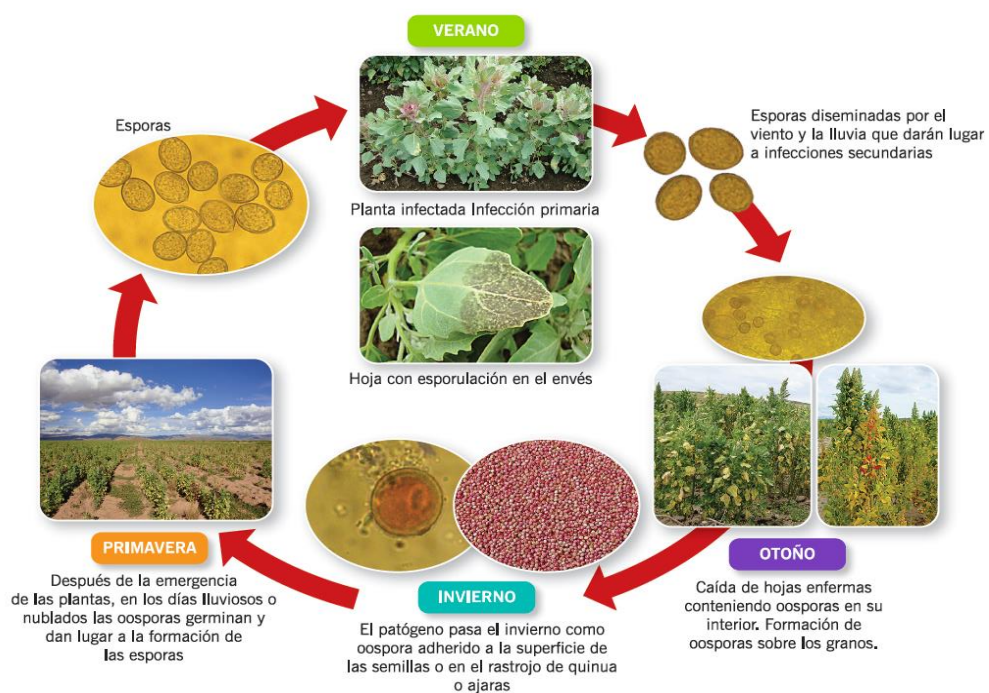 VERANO
Esporas
Planta infectada Infección primaria
Esporas diseminadas por el
viento y la lluvia que darán lugar
a infecciones secundarias
Hoja con esporulación en el envés
PRIMAVERA
Después de la emergencia
de las plantas, en los días lluviosos o
nublados las oosporas germinan y
dan lugar a la formación de
las esporas
INVIERNO
El patógeno pasa el invierno como
oospora adherido a la superficie de
las semillas o en el rastrojo de quinua
o ajaras
OTOÑO
Caída de hojas enfermas
conteniendo oosporas en su
interior. Formación de
oosporas sobre los granos.